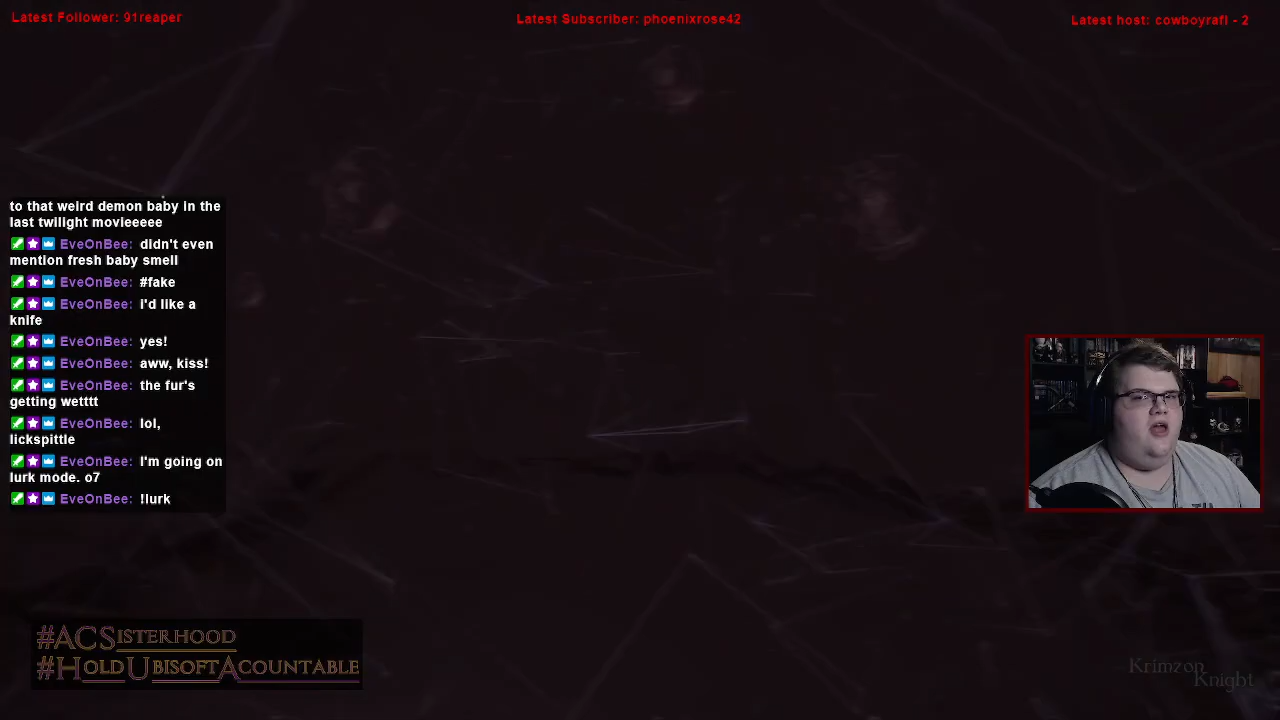 Latest Follower: 91reaper
Latest Subscriber: phoenixrose42
Latest host: cowboyrafl - 2
to that weird demon baby in the
last twilight movieeeee
EveOnBee: didn't even
mention fresh baby smell
EveOnBee: #fake
EveOnBee: i'd like a
knife
EveOnBee: yes!
EveOnBee: aww, kiss!
EveOnBee: the fur's
getting wetttt
EveOnBee: lol,
lickspittle
EveOnBee: I'm going on
lurk mode. o7
EveOnBee: !lurk
#ACSisterhood
#HoldUbisoftAcountable
Krimzon
Knight